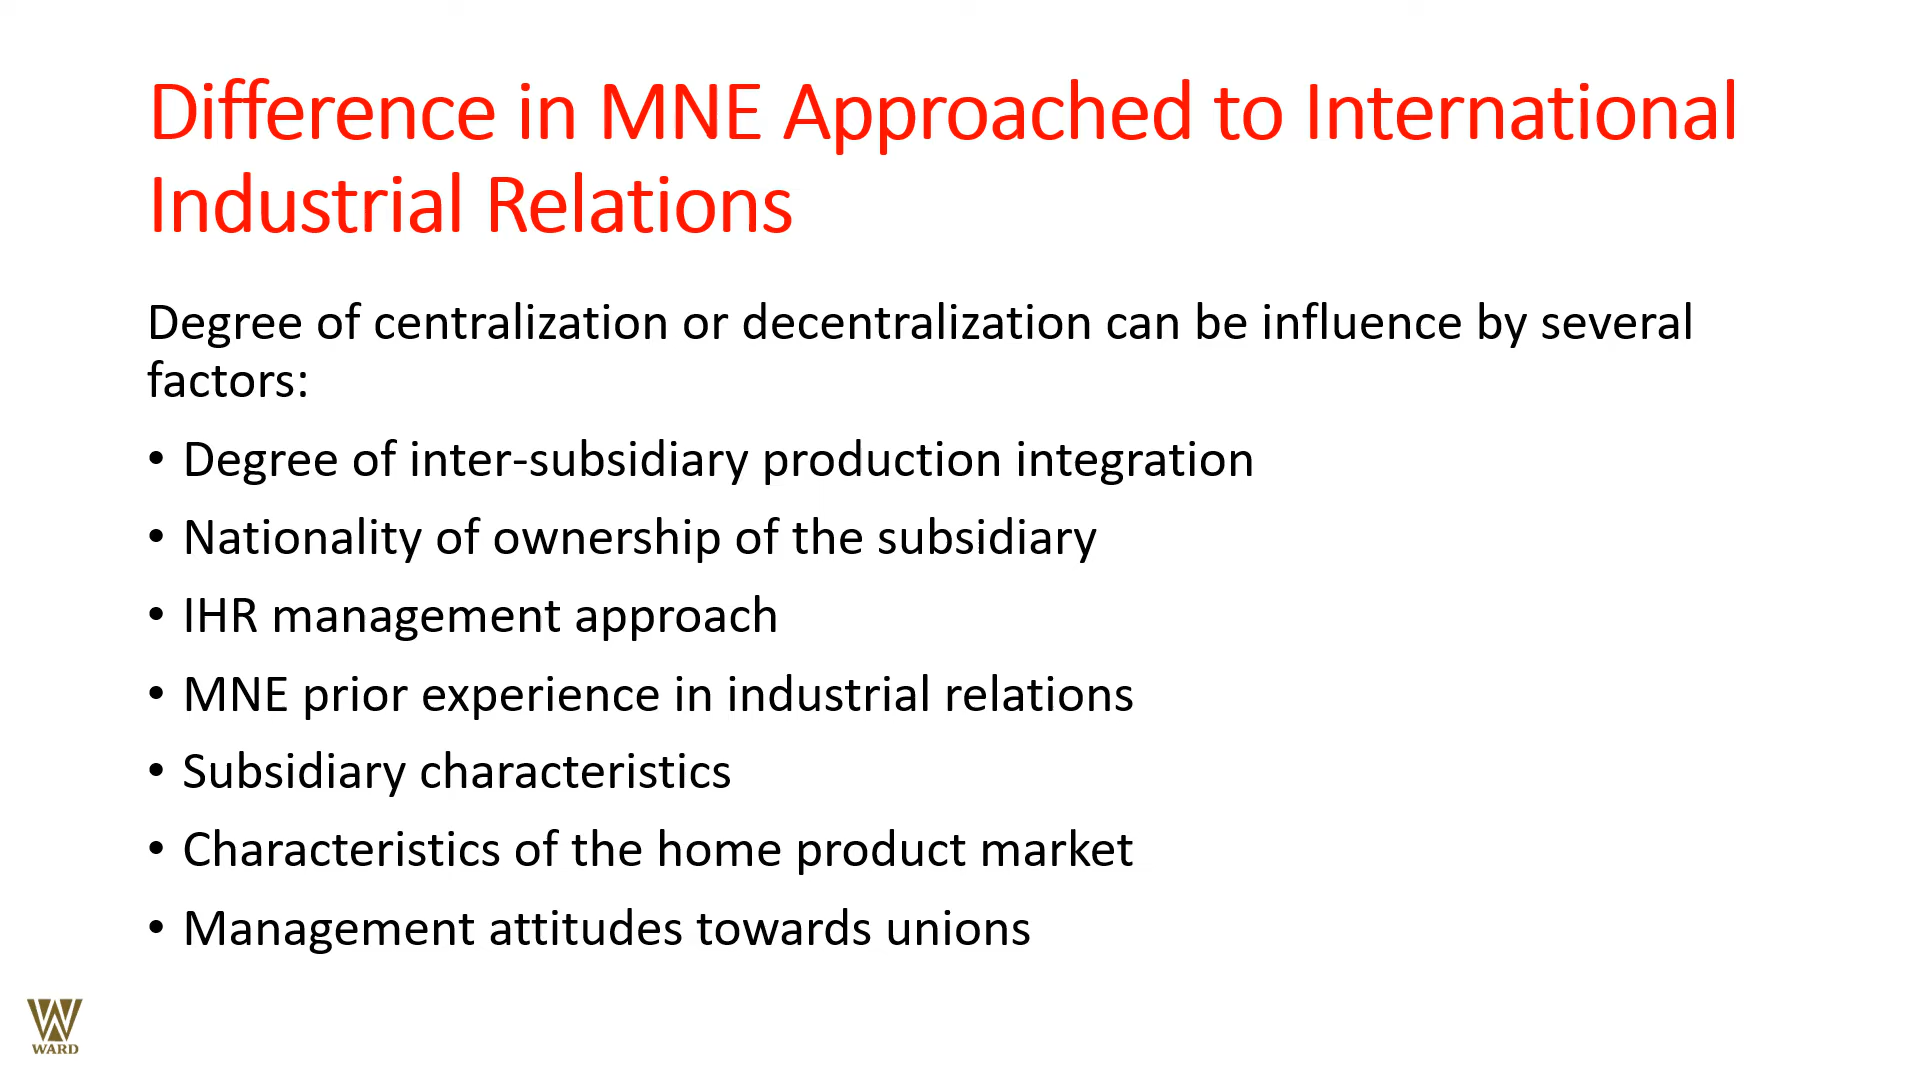 Difference in MNE Approached to International
Industrial Relations
Degree of centralization or decentralization can be influence by several
factors:
• Degree of inter-subsidiary production integration
• Nationality of ownership of the subsidiary
• IHR management approach
• MNE prior experience in industrial relations
• Subsidiary characteristics
• Characteristics of the home product market
• Management attitudes towards unions
WARD